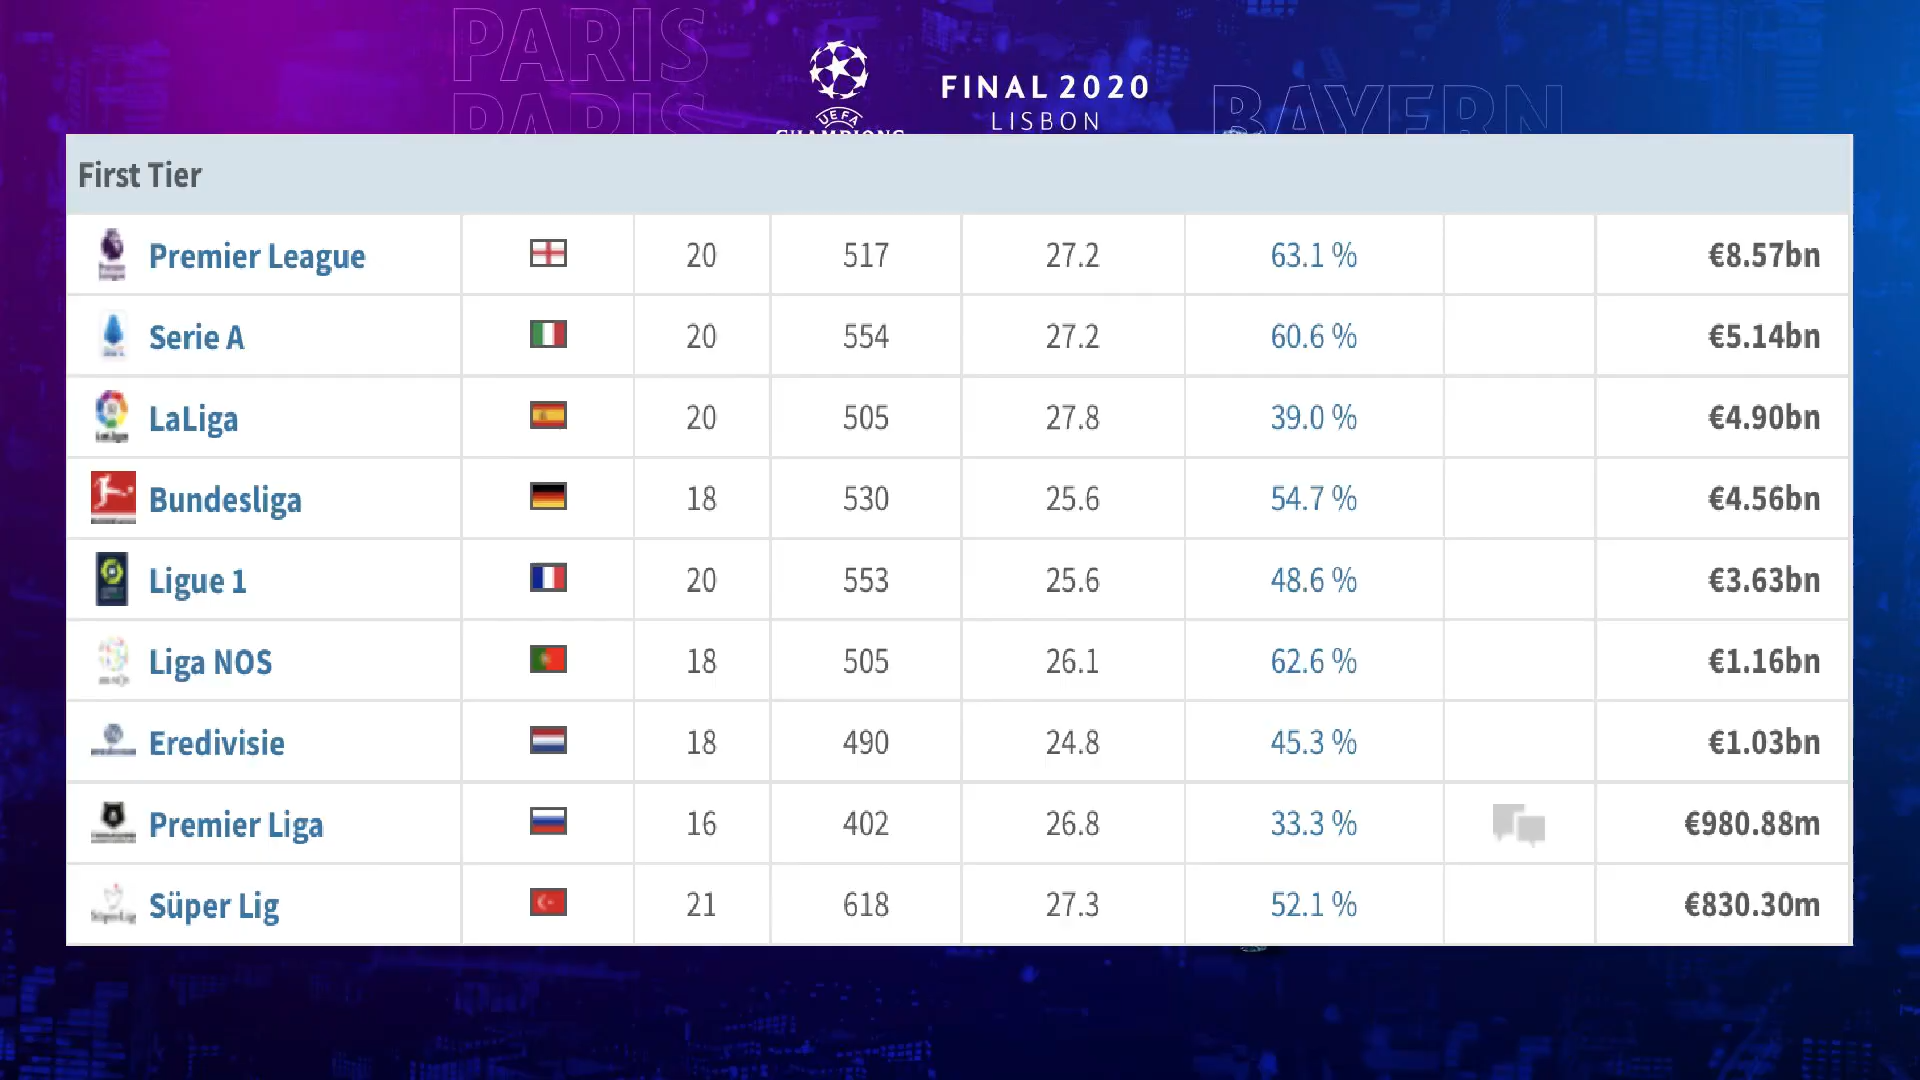 PARIS
PARIS
UEFA
CHAMPIONS
FINAL 2020
LISBON
BAYERN
First Tier
Premier League 20 517 27.2 63.1 % €8.57bn
Serie A 20 554 27.2 60.6 % €5.14bn
LaLiga 20 505 27.8 39.0 % €4.90bn
Bundesliga 18 530 25.6 54.7 % €4.56bn
Ligue 1 20 553 25.6 48.6 % €3.63bn
Liga NOS 18 505 26.1 62.6 % €1.16bn
Eredivisie 18 490 24.8 45.3 % €1.03bn
Premier Liga 16 402 26.8 33.3 % €980.88m
Süper Lig 21 618 27.3 52.1 % €830.30m